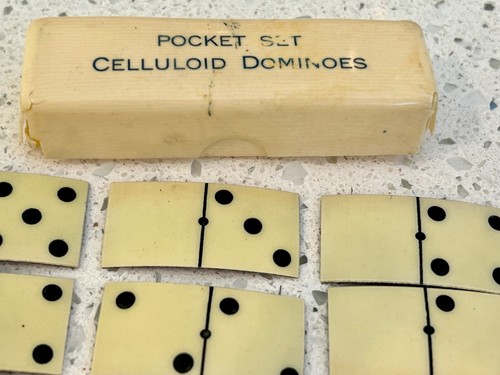 POCKET SET
CELLULOID DOMINOES